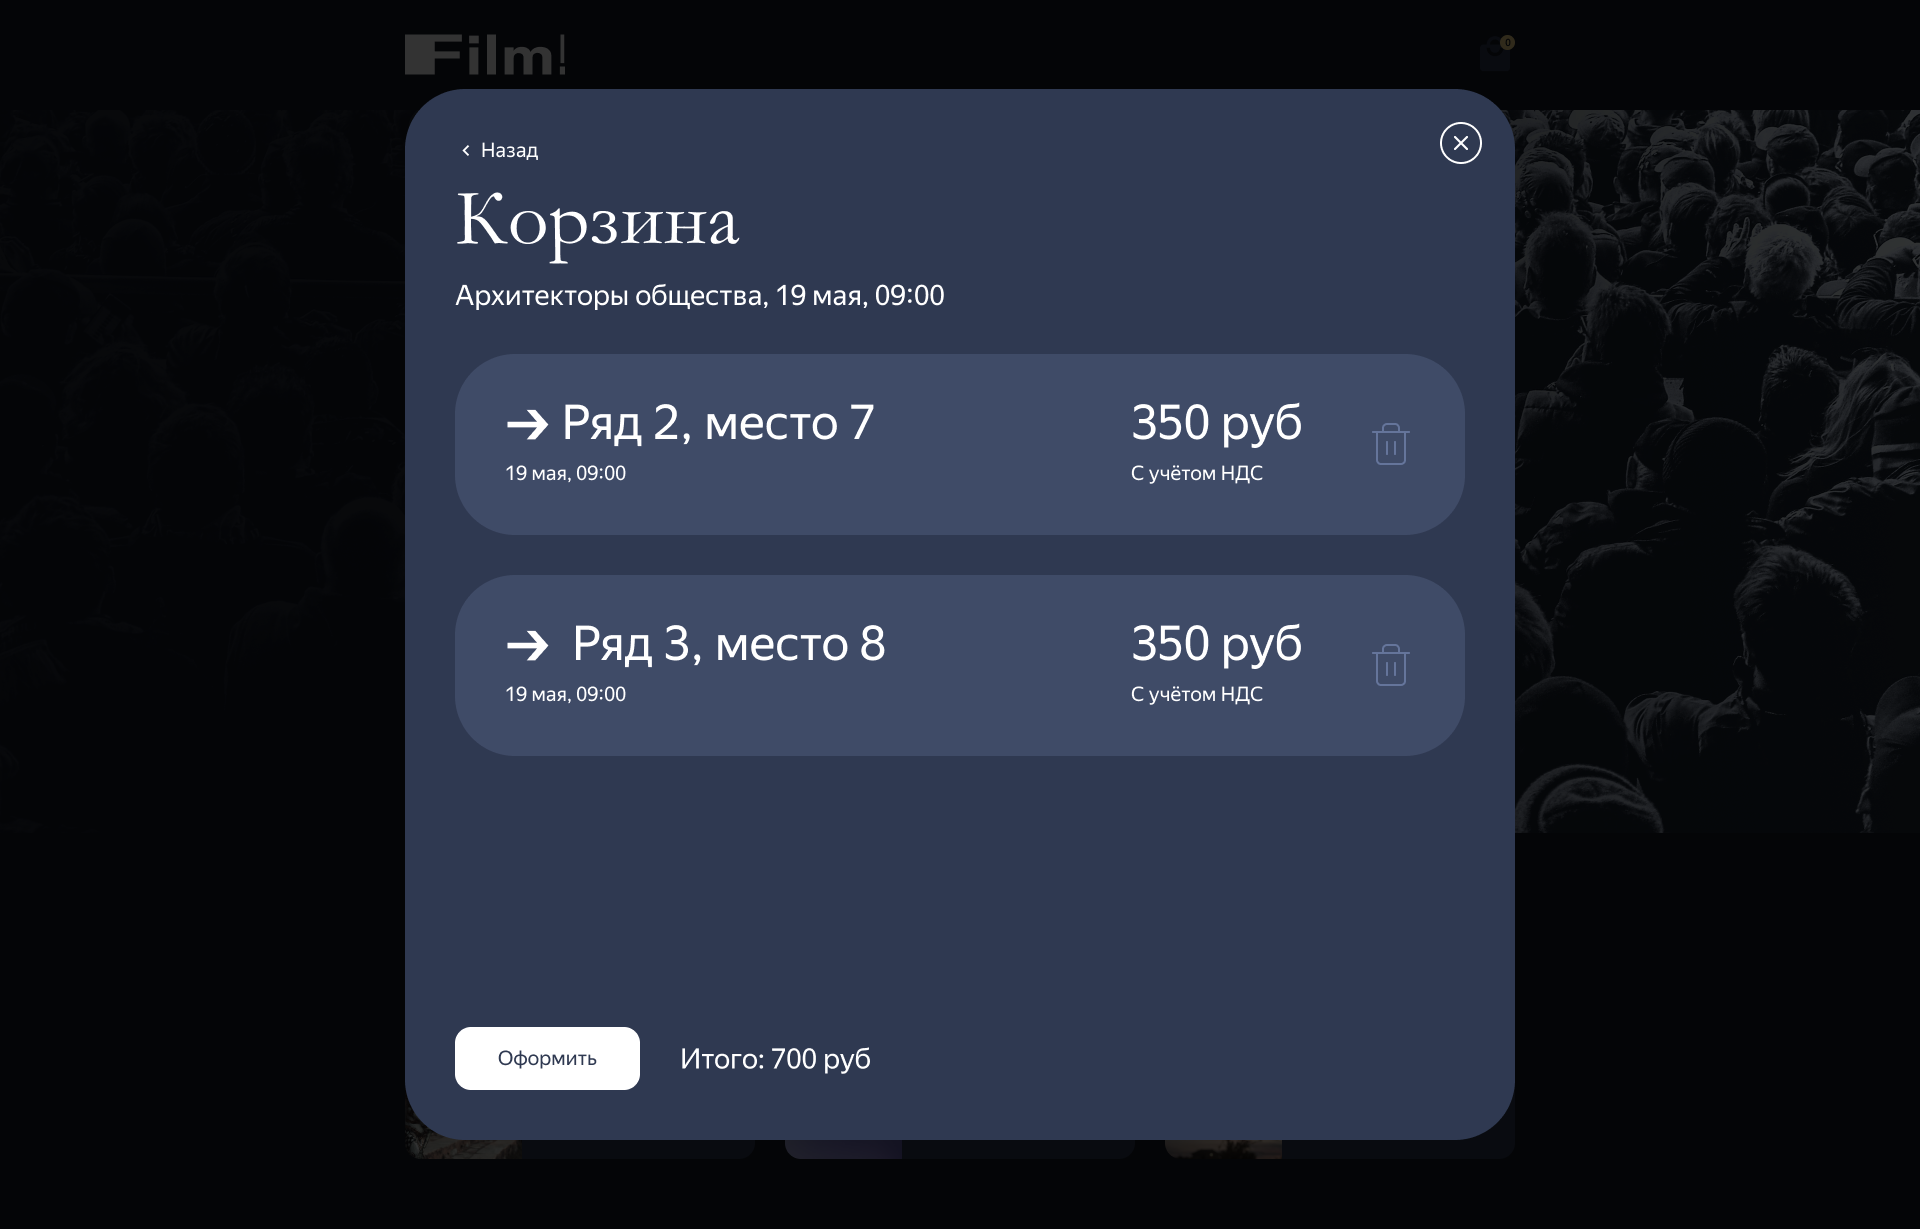 Film!
0
Назад
Корзина
Архитекторы общества, 19 мая, 09:00
Ряд 2, место 7
350 руб
19 мая, 09:00
С учётом НДС
Ряд 3, место 8
350 руб
19 мая, 09:00
С учётом НДС
Оформить
Итого: 700 руб